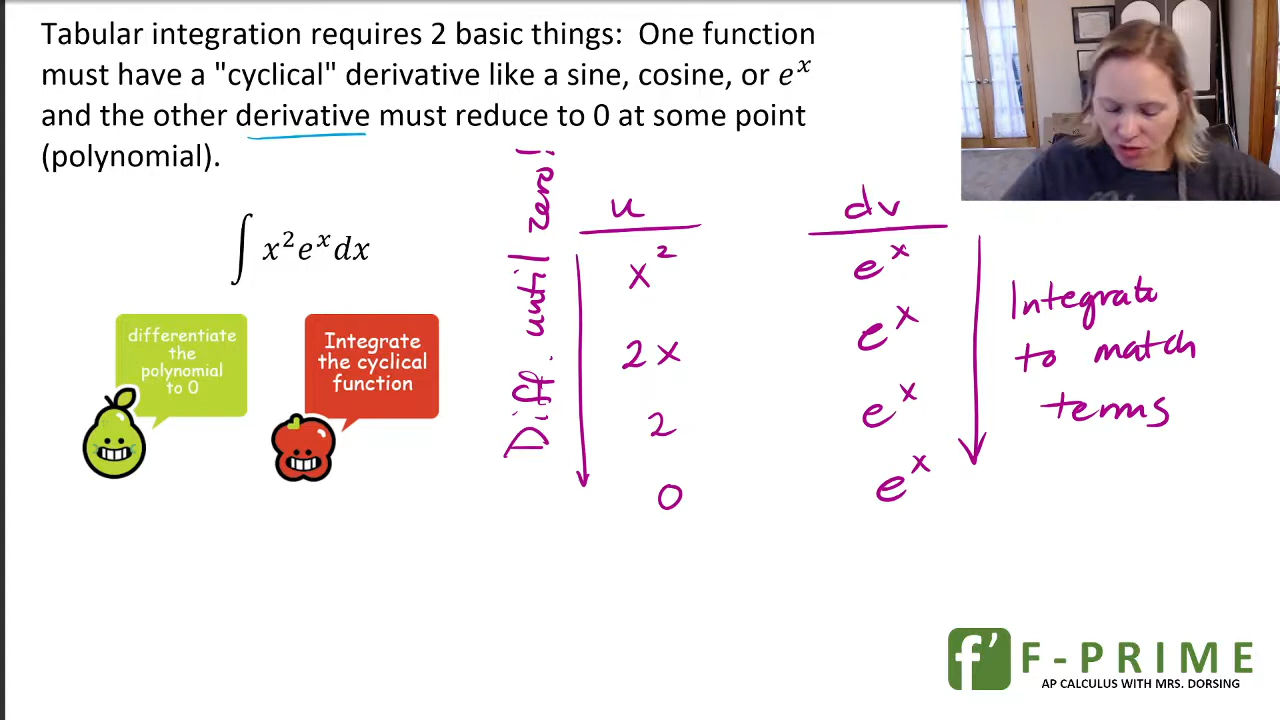 Tabular integration requires 2 basic things: One function
must have a "cyclical" derivative like a sine, cosine, or eˣ
and the other derivative must reduce to 0 at some point
(polynomial).
∫ x²eˣdx
differentiate
the
polynomial
to 0
Integrate
the cyclical
function
Diff. until zero!
u
x²
2x
2
0
dv
eˣ
eˣ
eˣ
eˣ
Integrate
to match
terms
f'
F-PRIME
AP CALCULUS WITH MRS. DORSING